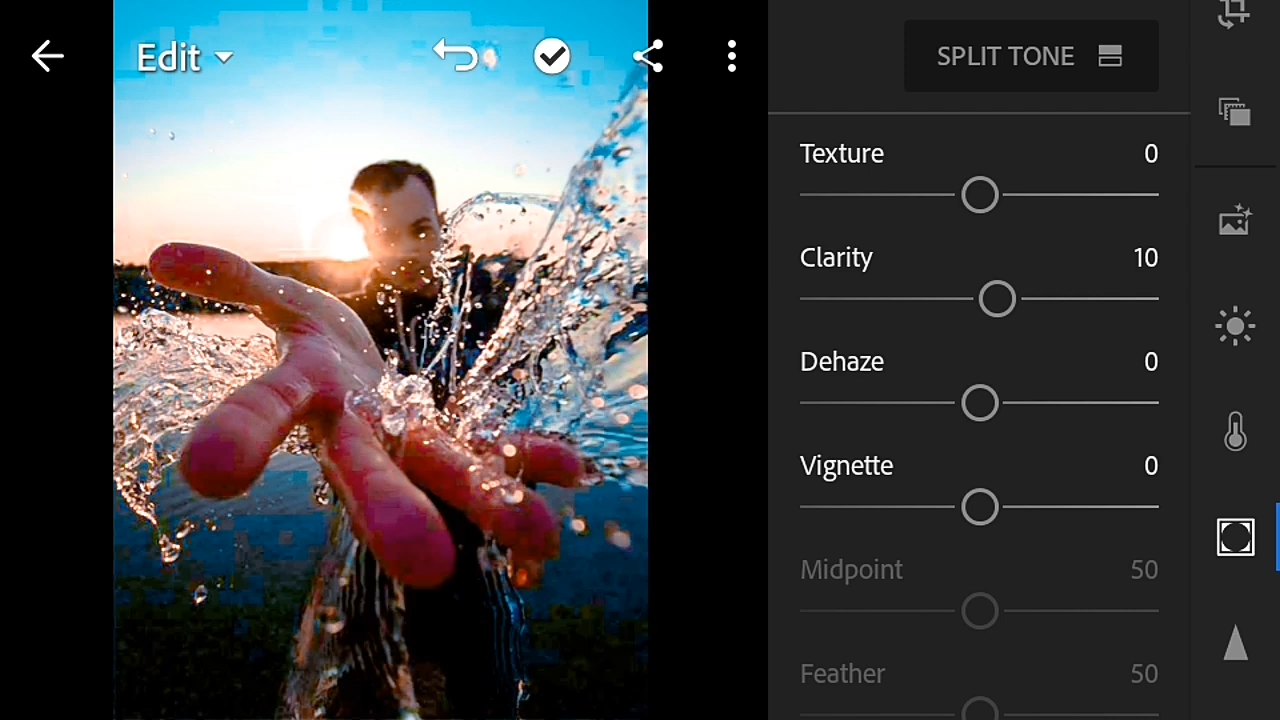 Edit
SPLIT TONE
Texture 0
Clarity 10
Dehaze 0
Vignette 0
Midpoint 50
Feather 50